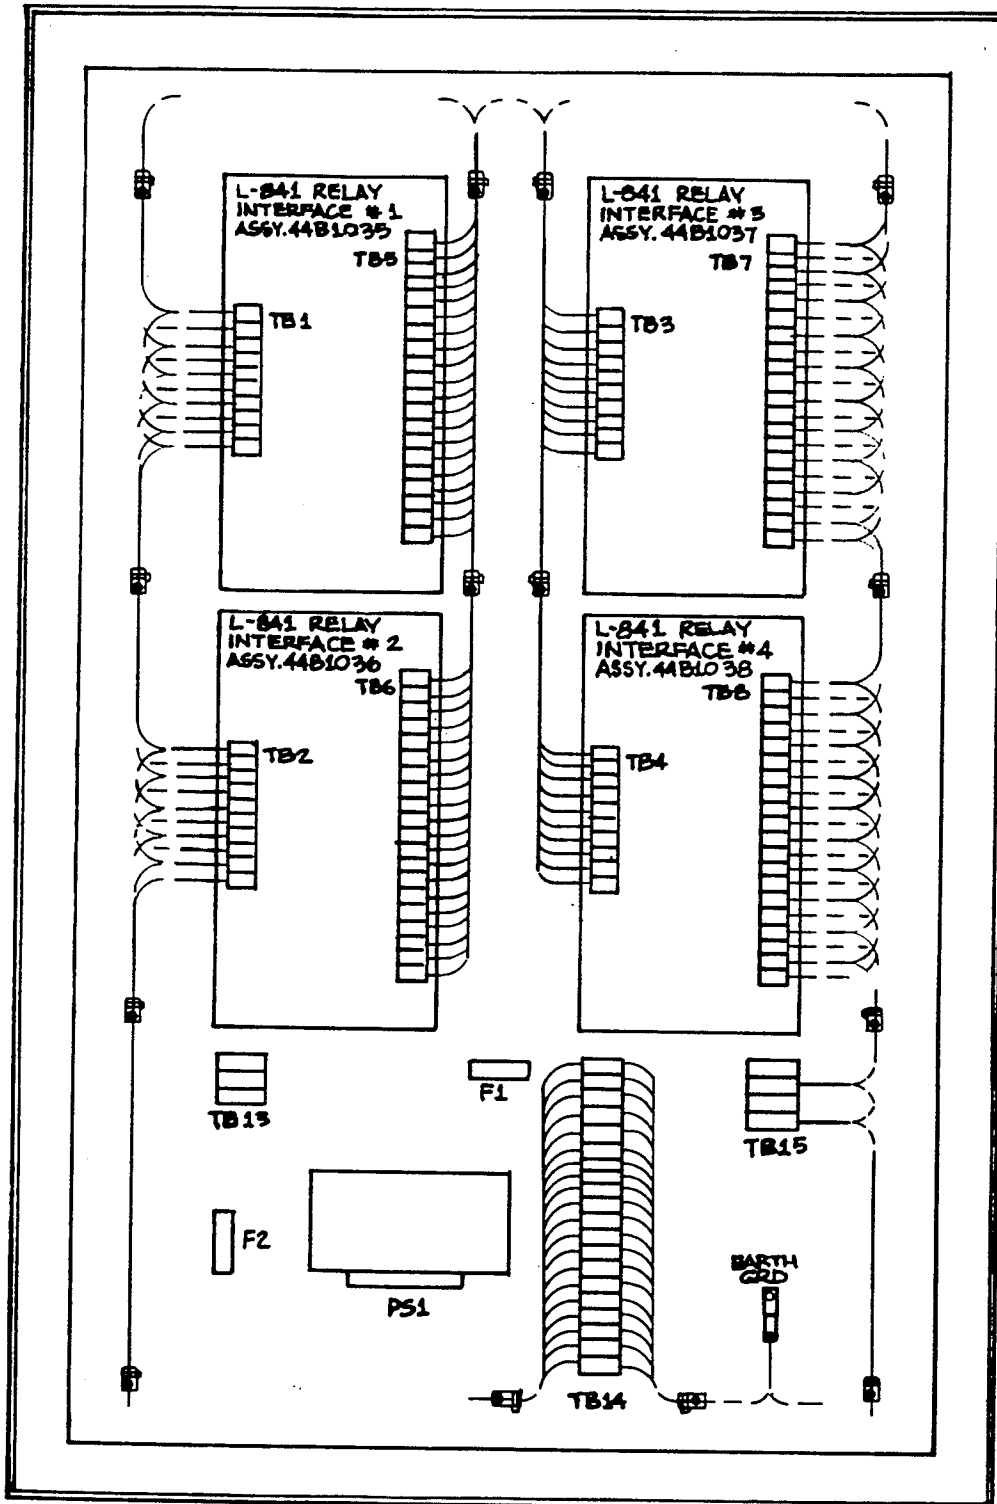 L-841 RELAY
INTERFACE # 1
ASSY. 44B1035
TB5
TB1
L-841 RELAY
INTERFACE # 3
ASSY. 44B1037
TB7
TB3
L-841 RELAY
INTERFACE # 2
ASSY. 44B1036
TB6
TB2
L-841 RELAY
INTERFACE #4
ASSY. 44B1038
TB8
TB4
TB13
F1
TB15
F2
PS1
EARTH
GRD
TB14